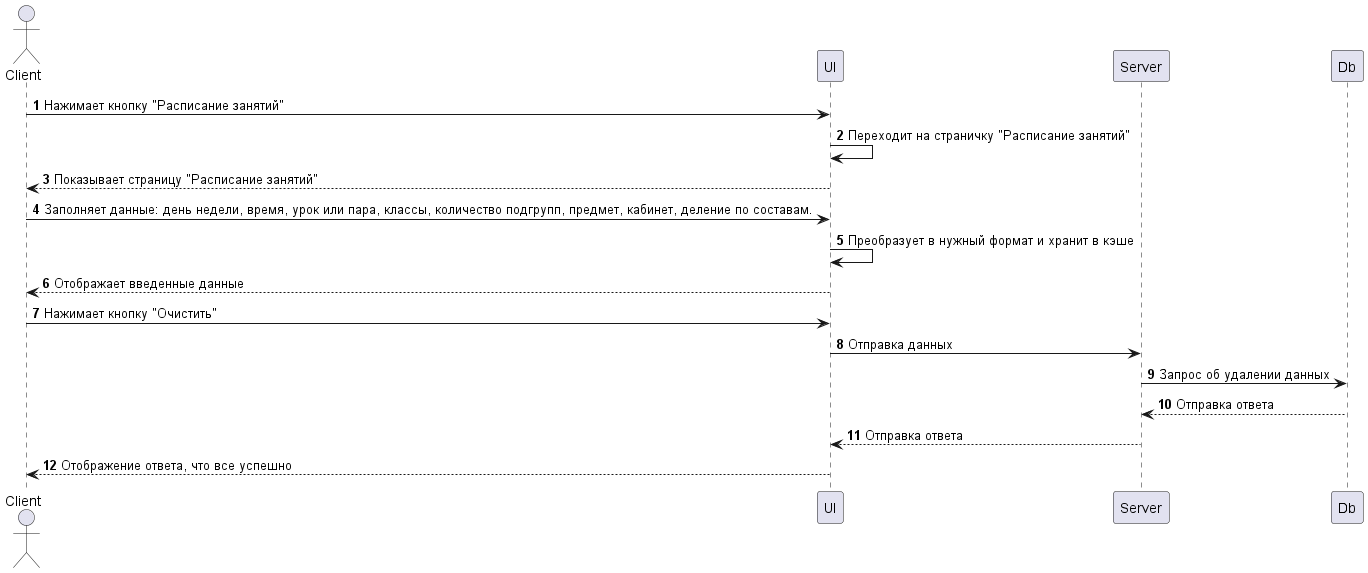 Client
UI
Server
Db
1 Нажимает кнопку "Расписание занятий"
2 Переходит на страничку "Расписание занятий"
3 Показывает страницу "Расписание занятий"
4 Заполняет данные: день недели, время, урок или пара, классы, количество подгрупп, предмет, кабинет, деление по составам.
5 Преобразует в нужный формат и хранит в кэше
6 Отображает введенные данные
7 Нажимает кнопку "Очистить"
8 Отправка данных
9 Запрос об удалении данных
10 Отправка ответа
11 Отправка ответа
12 Отображение ответа, что все успешно
Client
UI
Server
Db